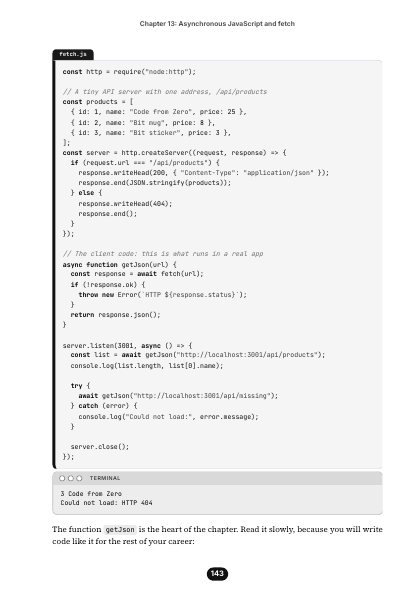 Chapter 13: Asynchronous JavaScript and fetch
fetch.js
const http = require("node:http");
// A tiny API server with one address, /api/products
const products = [
  { id: 1, name: "Code from Zero", price: 25 },
  { id: 2, name: "Bit mug", price: 8 },
  { id: 3, name: "Bit sticker", price: 3 },
];
const server = http.createServer((request, response) => {
  if (request.url === "/api/products") {
    response.writeHead(200, { "Content-Type": "application/json" });
    response.end(JSON.stringify(products));
  } else {
    response.writeHead(404);
    response.end();
  }
});
// The client code: this is what runs in a real app
async function getJson(url) {
  const response = await fetch(url);
  if (!response.ok) {
    throw new Error(`HTTP ${response.status}`);
  }
  return response.json();
}
server.listen(3001, async () => {
  const list = await getJson("http://localhost:3001/api/products");
  console.log(list.length, list[0].name);
  try {
    await getJson("http://localhost:3001/api/missing");
  } catch (error) {
    console.log("Could not load:", error.message);
  }
  server.close();
});
TERMINAL
3 Code from Zero
Could not load: HTTP 404
The function getJson is the heart of the chapter. Read it slowly, because you will write
code like it for the rest of your career:
143